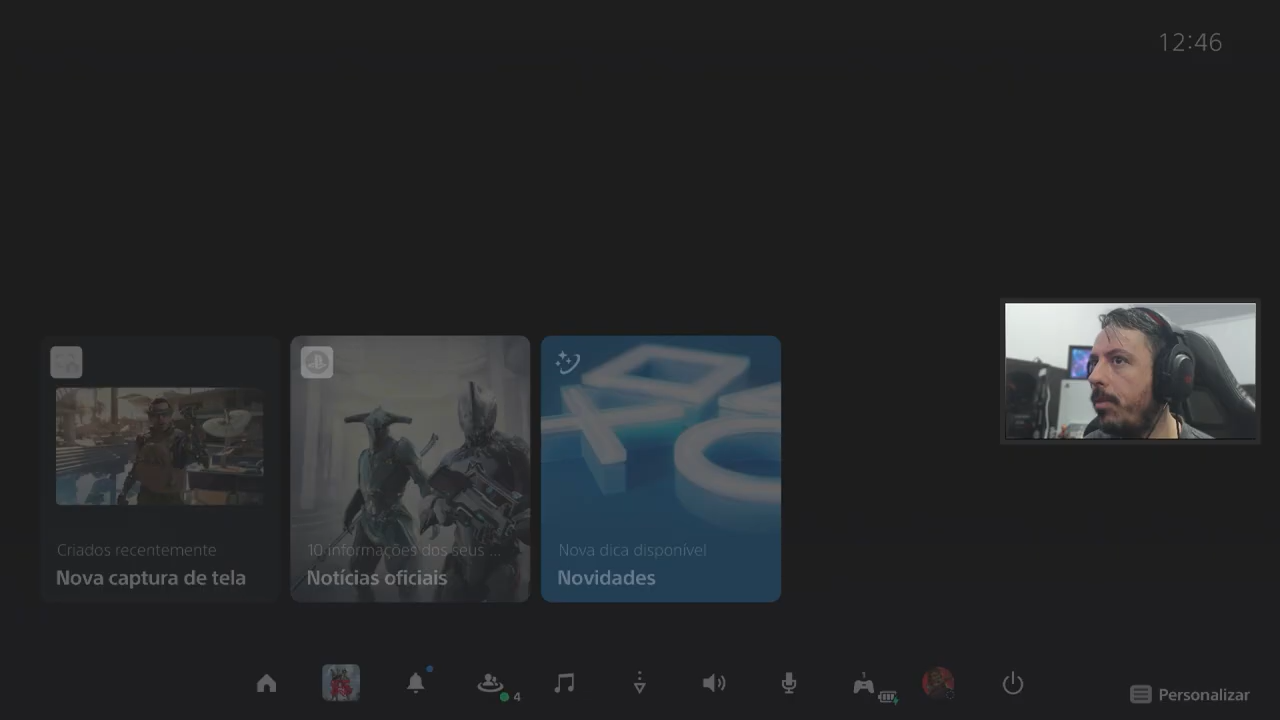 12:46
Criados recentemente
Nova captura de tela
10 informações dos seus ...
Notícias oficiais
Nova dica disponível
Novidades
4
Personalizar